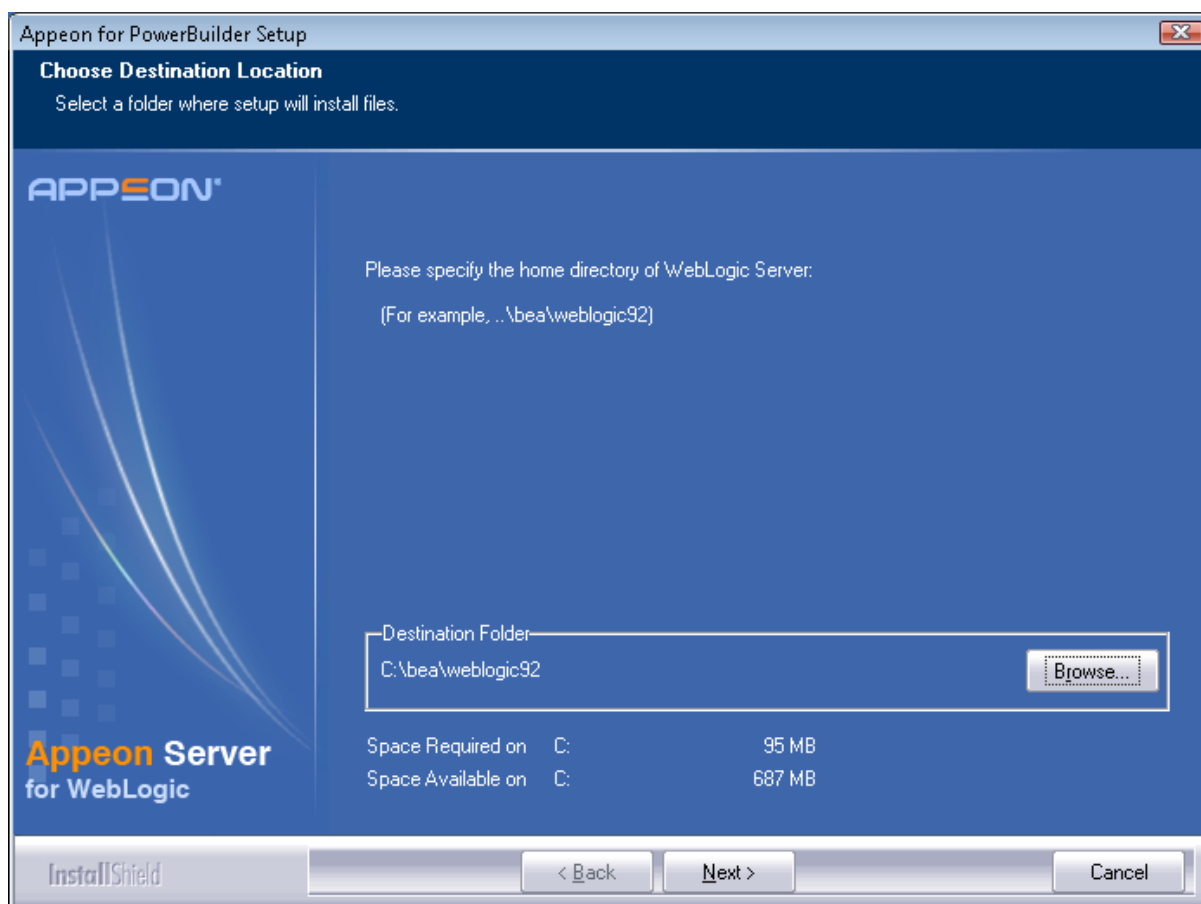 Appeon for PowerBuilder Setup
Choose Destination Location
Select a folder where setup will install files.
APPEON®
Please specify the home directory of WebLogic Server:
(For example, ..\bea\weblogic92)
Destination Folder
C:\bea\weblogic92
Browse...
Space Required on C: 95 MB
Space Available on C: 687 MB
Appeon Server
for WebLogic
InstallShield
< Back
Next >
Cancel